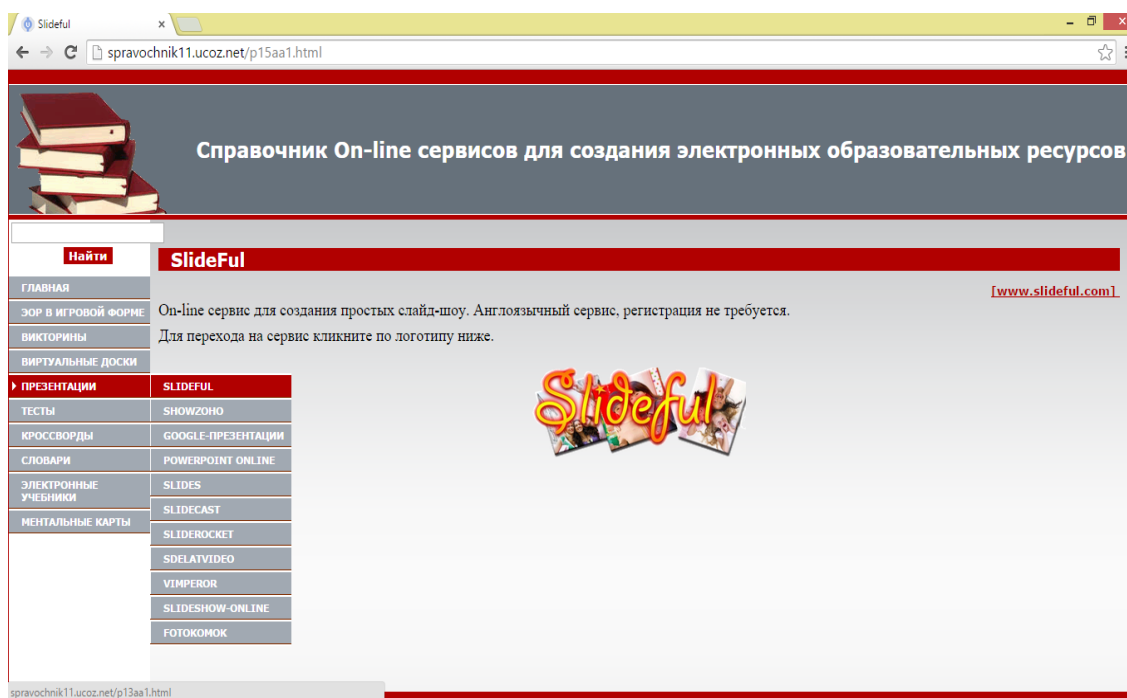 Slideful
spravochnik11.ucoz.net/p15aa1.html
Справочник On-line сервисов для создания электронных образовательных ресурсов
Найти
SlideFul
[www.slideful.com]
On-line сервис для создания простых слайд-шоу. Англоязычный сервис, регистрация не требуется.
Для перехода на сервис кликните по логотипу ниже.
Slideful
ГЛАВНАЯ
ЭОР В ИГРОВОЙ ФОРМЕ
ВИКТОРИНЫ
ВИРТУАЛЬНЫЕ ДОСКИ
ПРЕЗЕНТАЦИИ
ТЕСТЫ
КРОССВОРДЫ
СЛОВАРИ
ЭЛЕКТРОННЫЕ
УЧЕБНИКИ
МЕНТАЛЬНЫЕ КАРТЫ
SLIDEFUL
SHOWZOHO
GOOGLE-ПРЕЗЕНТАЦИИ
POWERPOINT ONLINE
SLIDES
SLIDECAST
SLIDEROCKET
SDELATVIDEO
VIMPEROR
SLIDESHOW-ONLINE
FOTOKOMOK
spravochnik11.ucoz.net/p13aa1.html